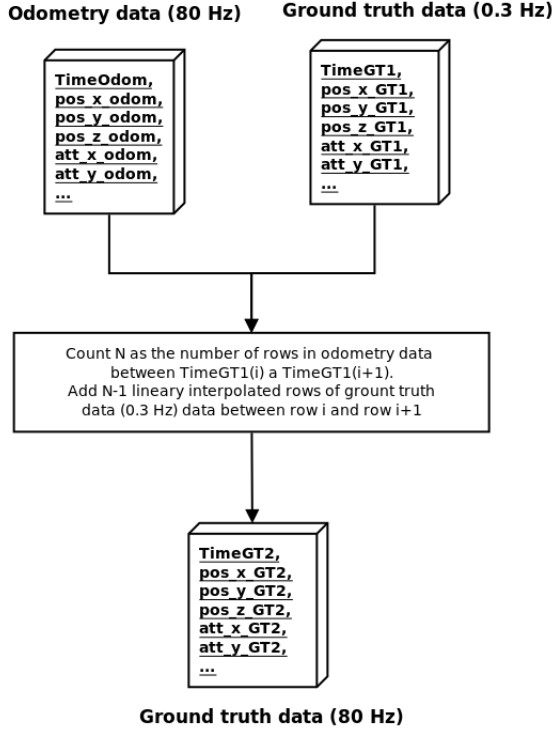 Odometry data (80 Hz)
Ground truth data (0.3 Hz)
TimeOdom,
pos_x_odom,
pos_y_odom,
pos_z_odom,
att_x_odom,
att_y_odom,
...
TimeGT1,
pos_x_GT1,
pos_y_GT1,
pos_z_GT1,
att_x_GT1,
att_y_GT1,
...
Count N as the number of rows in odometry data
between TimeGT1(i) a TimeGT1(i+1).
Add N-1 lineary interpolated rows of grount truth
data (0.3 Hz) data between row i and row i+1
TimeGT2,
pos_x_GT2,
pos_y_GT2,
pos_z_GT2,
att_x_GT2,
att_y_GT2,
...
Ground truth data (80 Hz)